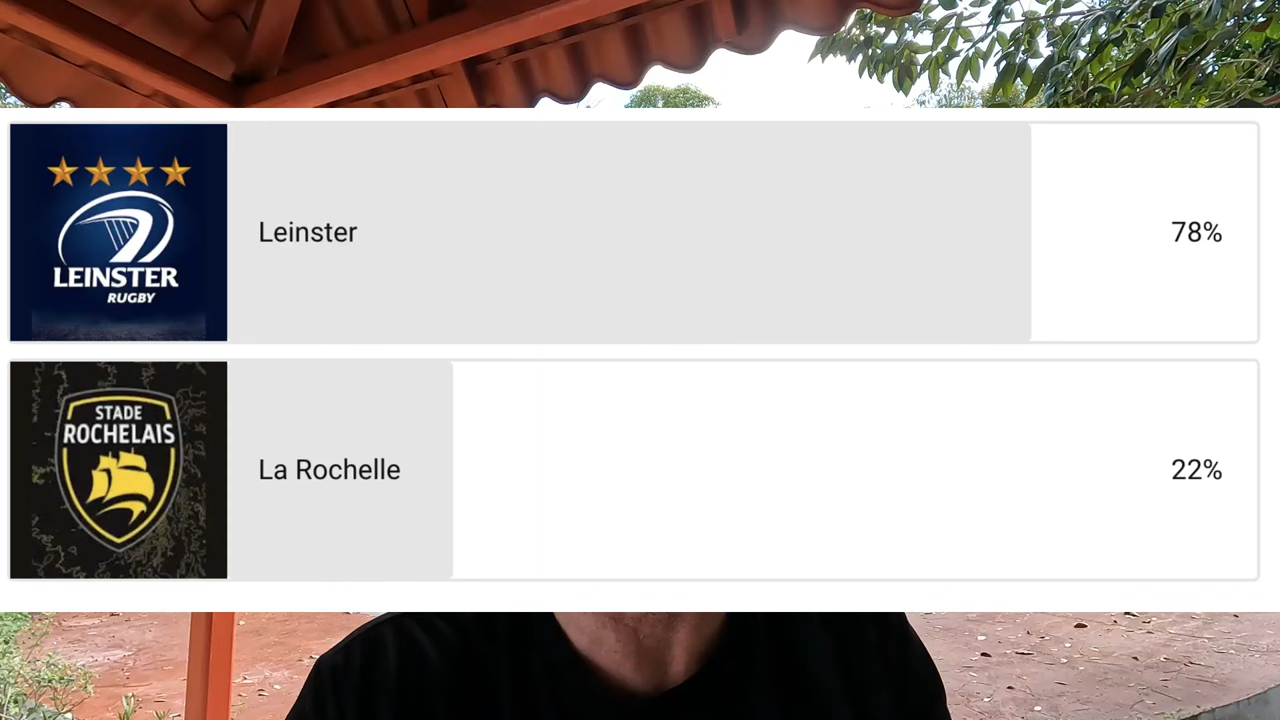 LEINSTER
RUGBY
Leinster
78%
STADE
ROCHELAIS
La Rochelle
22%